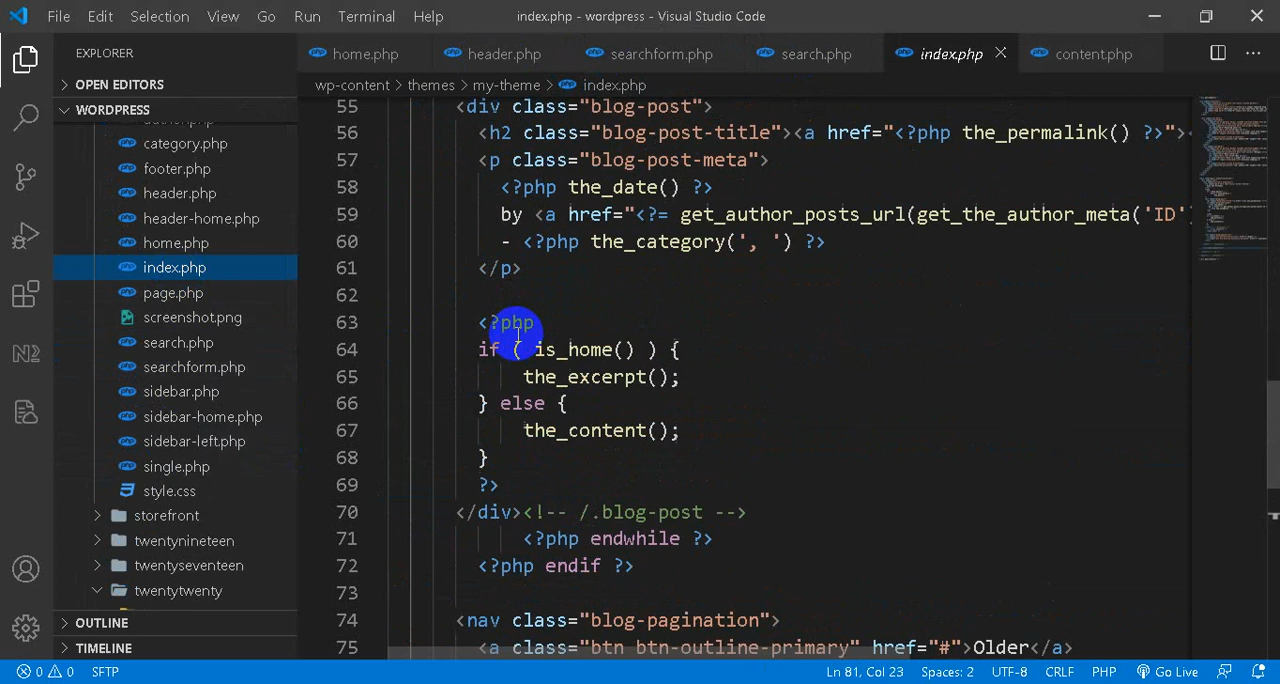 File Edit Selection View Go Run Terminal Help index.php - wordpress - Visual Studio Code
EXPLORER
home.php header.php searchform.php search.php index.php content.php
OPEN EDITORS
wp-content > themes > my-theme > index.php
WORDPRESS
category.php
footer.php
header.php
header-home.php
home.php
index.php
page.php
screenshot.png
search.php
searchform.php
sidebar.php
sidebar-home.php
sidebar-left.php
single.php
style.css
storefront
twentynineteen
twentyseventeen
twentytwenty
OUTLINE
TIMELINE
55 <div class="blog-post">
56 <h2 class="blog-post-title"><a href="<?php the_permalink() ?>"><
57 <p class="blog-post-meta">
58 <?php the_date() ?>
59 by <a href="<?= get_author_posts_url(get_the_author_meta('ID'
60 - <?php the_category(', ') ?>
61 </p>
62
63 <?php
64 if ( is_home() ) {
65 the_excerpt();
66 } else {
67 the_content();
68 }
69 ?>
70 </div><!-- /.blog-post -->
71 <?php endwhile ?>
72 <?php endif ?>
73
74 <nav class="blog-pagination">
75 <a class="btn btn-outline-primary" href="#">Older</a>
0 0 SFTP Ln 81, Col 23 Spaces: 2 UTF-8 CRLF PHP Go Live